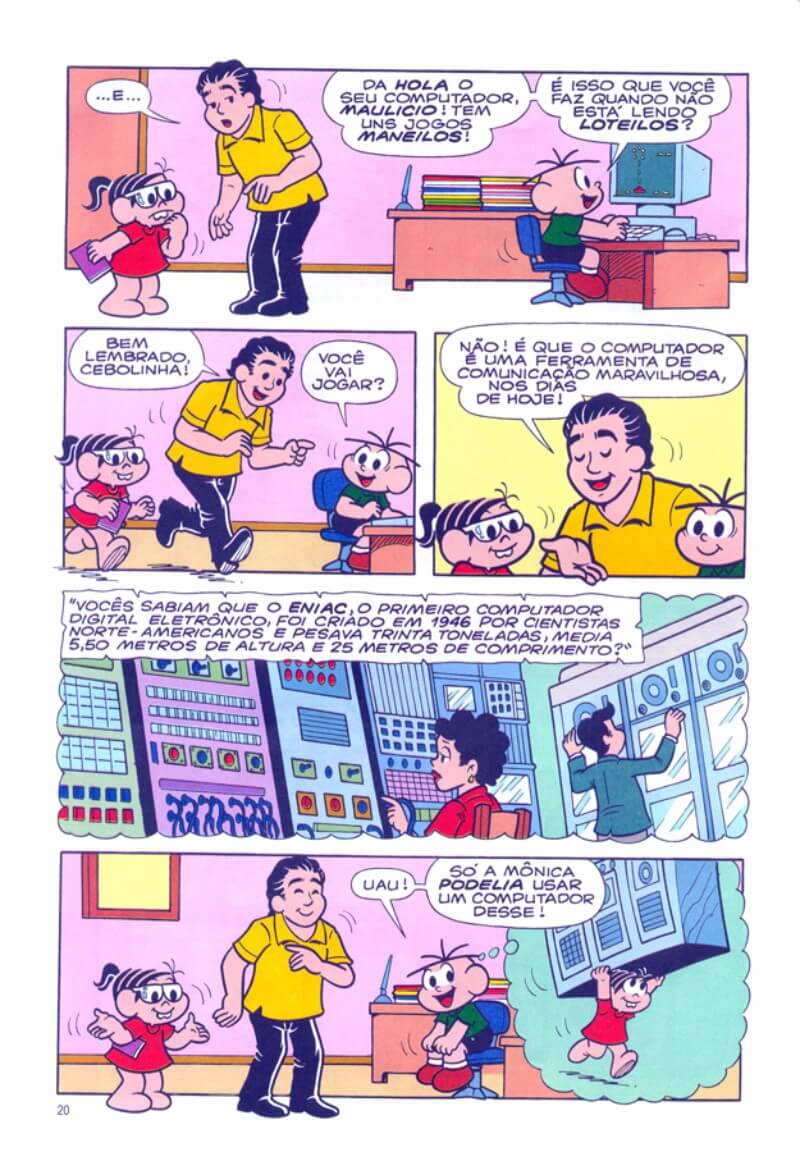 ...E...
DA HOLA O
SEU COMPUTADOR,
MAULICIO! TEM
UNS JOGOS
MANEILOS!
É ISSO QUE VOCÊ
FAZ QUANDO NÃO
ESTÁ LENDO
LOTEILOS?
BEM
LEMBRADO,
CEBOLINHA!
VOCÊ
VAI
JOGAR?
NÃO! É QUE O COMPUTADOR
É UMA FERRAMENTA DE
COMUNICAÇÃO MARAVILHOSA,
NOS DIAS
DE HOJE!
"VOCÊS SABIAM QUE O ENIAC, O PRIMEIRO COMPUTADOR
DIGITAL ELETRÔNICO, FOI CRIADO EM 1946 POR CIENTISTAS
NORTE-AMERICANOS E PESAVA TRINTA TONELADAS, MEDIA
5,50 METROS DE ALTURA E 25 METROS DE COMPRIMENTO?"
UAU!
SÓ A MÔNICA
PODELIA USAR
UM COMPUTADOR
DESSE!
20